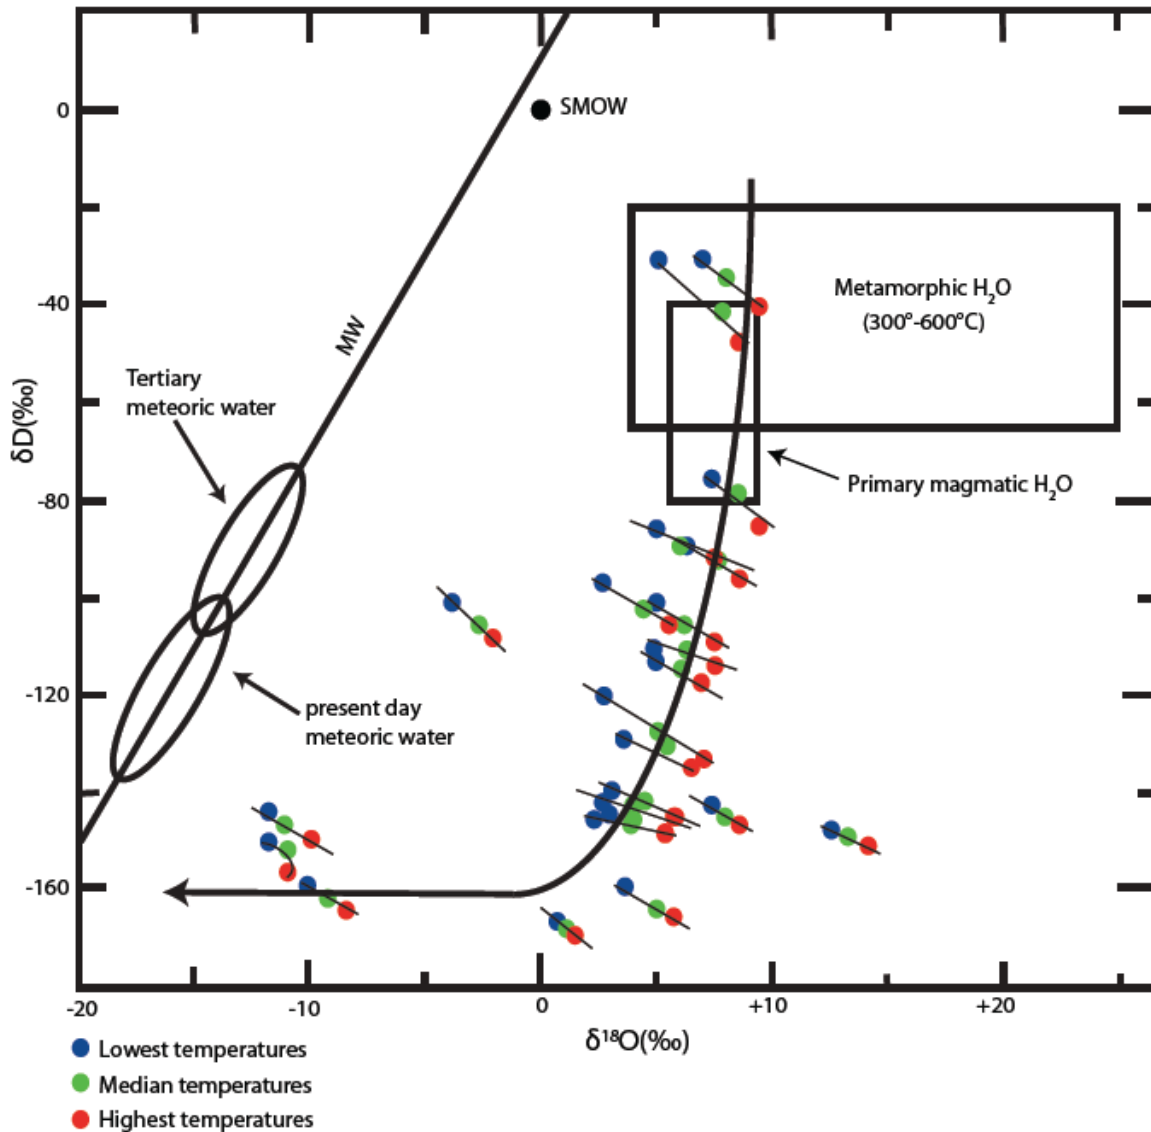 0
SMOW
-40
Metamorphic H₂O
(300°-600°C)
MW
Tertiary
meteoric water
δD(‰)
-80
Primary magmatic H₂O
-120
present day
meteoric water
-160
-20
-10
0
+10
+20
δ¹⁸O(‰)
Lowest temperatures
Median temperatures
Highest temperatures